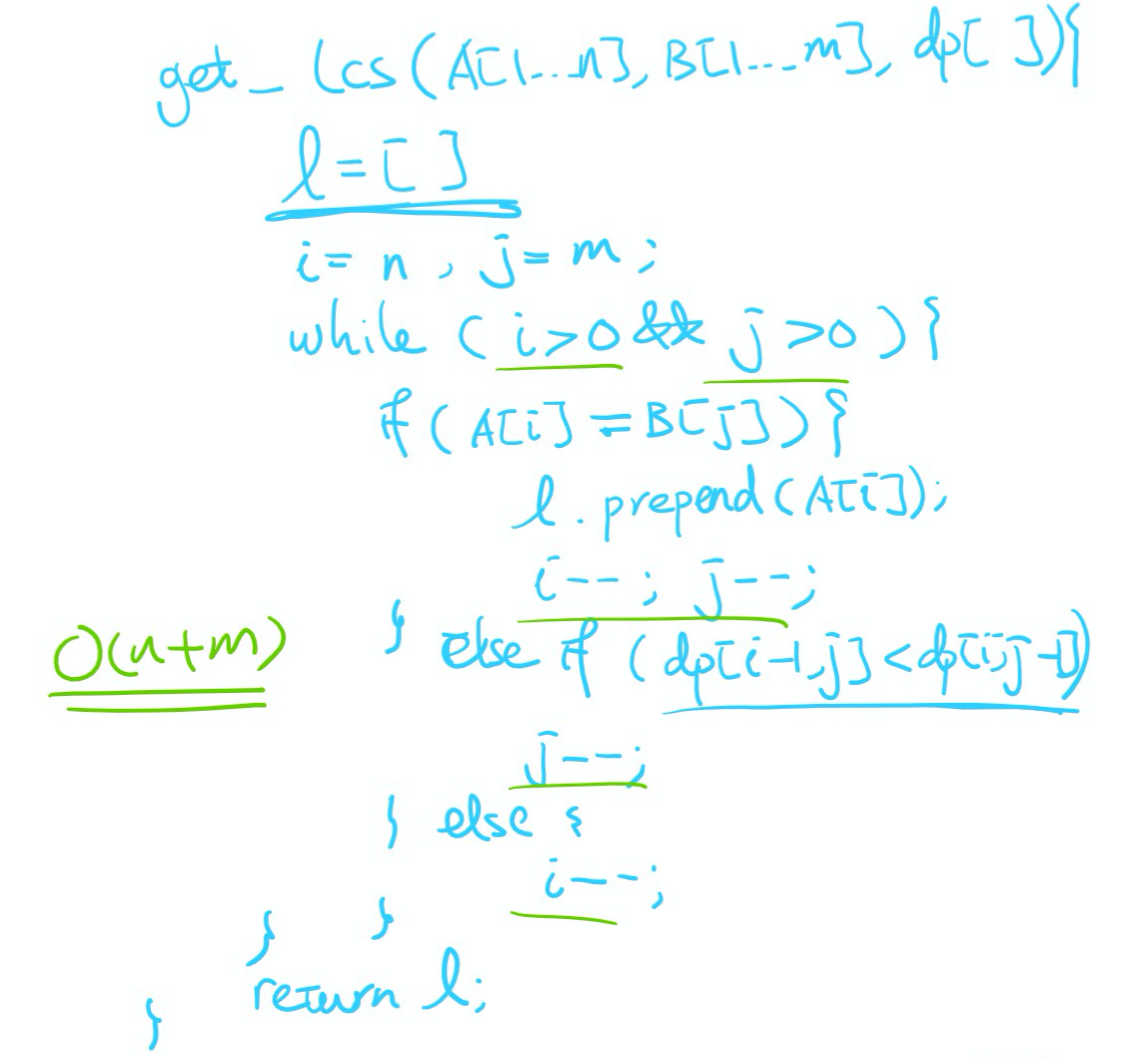 get_lcs(A[1...n], B[1...m], dp[ ]){
l = [ ]
i = n , j = m ;
while ( i>0 && j>0 ) {
if ( A[i] = B[j] ) {
l.prepend(A[i]);
i--; j--;
} else if ( dp[i-1,j] < dp[i,j-1])
O(n+m)
j--;
} else {
i--;
} }
return l;
}